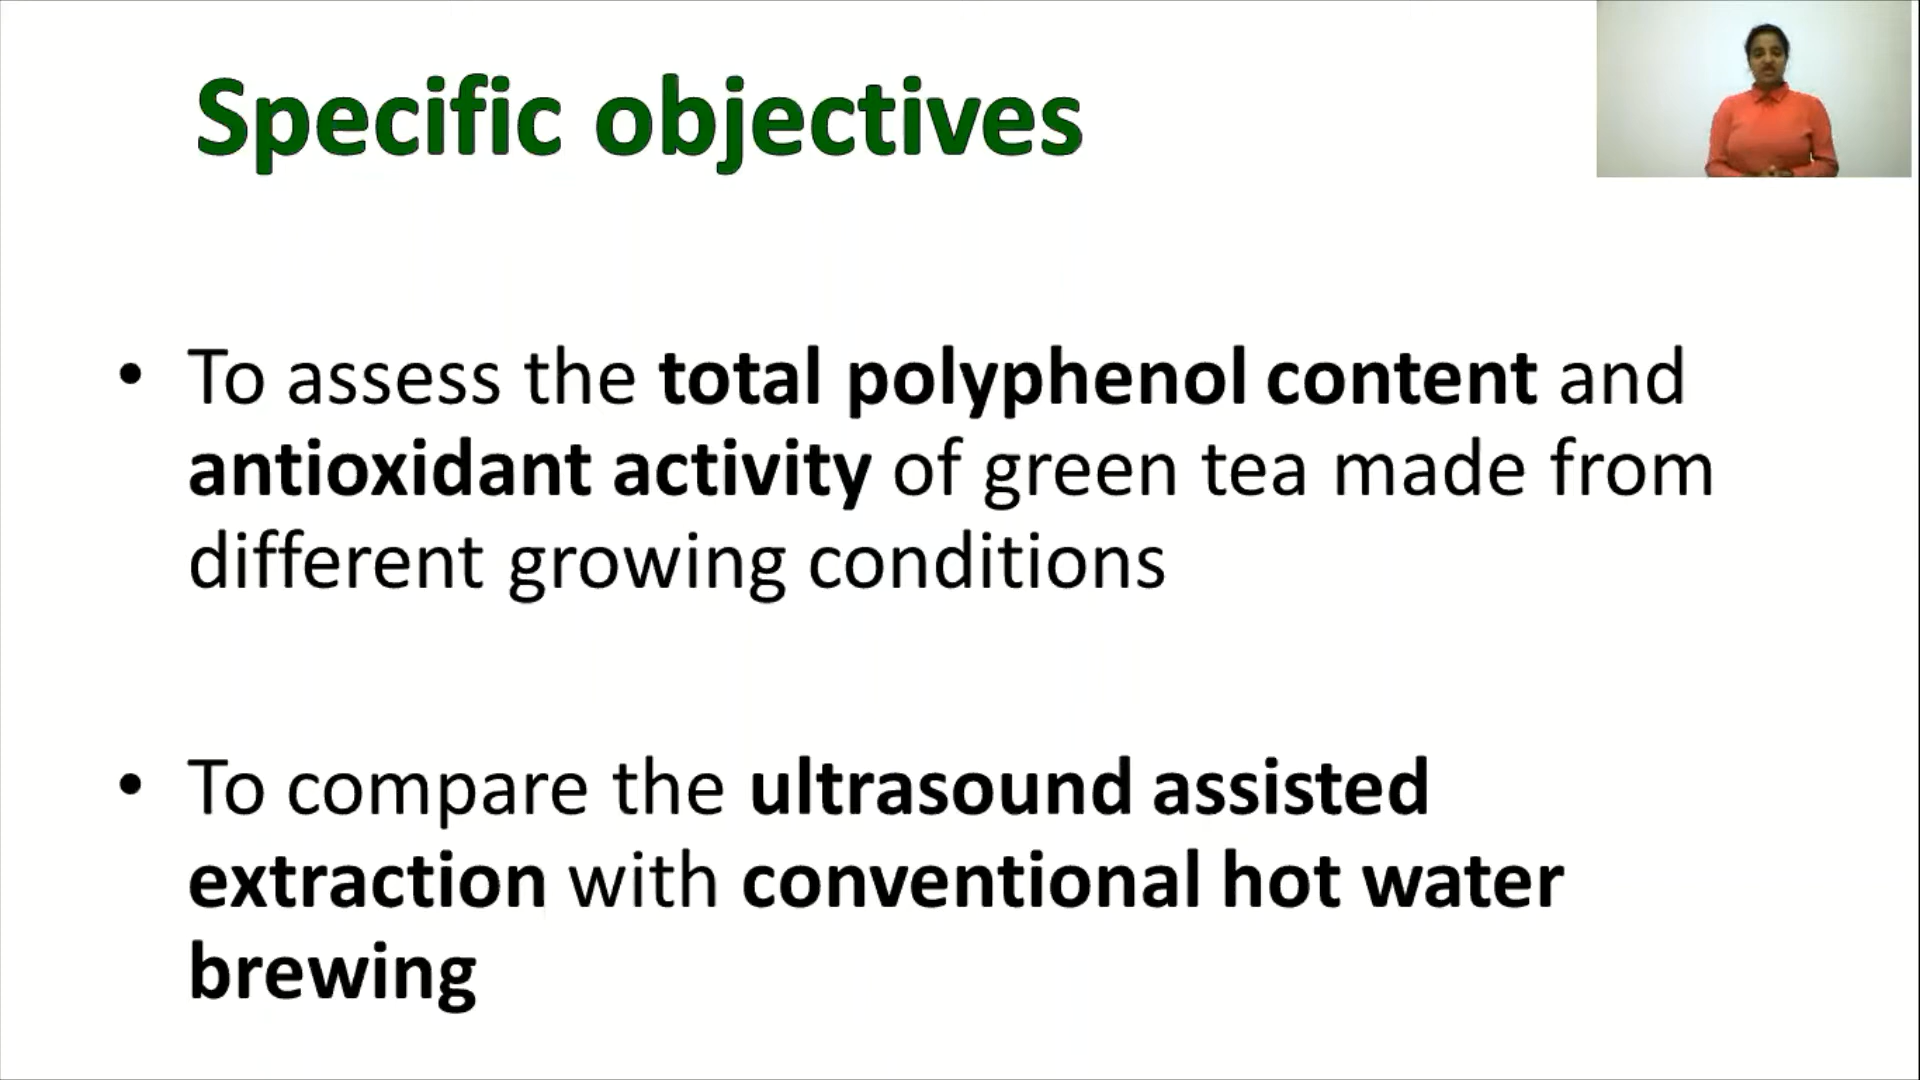 Specific objectives
• To assess the total polyphenol content and
antioxidant activity of green tea made from
different growing conditions
• To compare the ultrasound assisted
extraction with conventional hot water
brewing